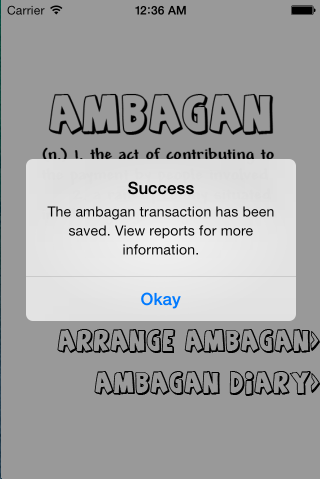 Carrier 12:36 AM
AMBAGAN
(n.) 1. the act of contributing to
Success
The ambagan transaction has been
saved. View reports for more
information.
Okay
ARRANGE AMBAGAN>
AMBAGAN DiARY>